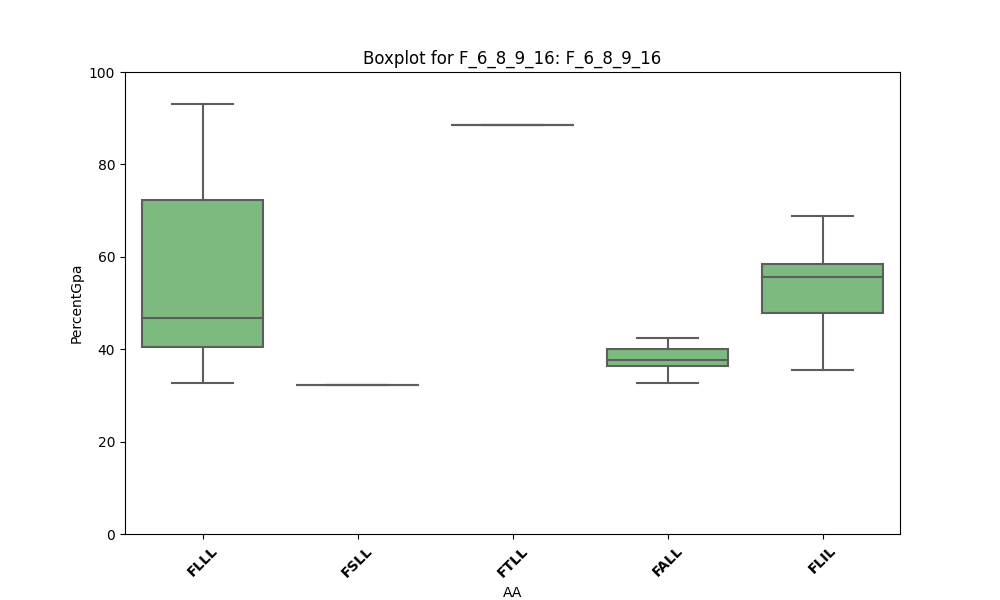 Boxplot for F_6_8_9_16: F_6_8_9_16
PercentGpa
100
80
60
40
20
0
FLLL
FSLL
FTLL
FALL
FLIL
AA